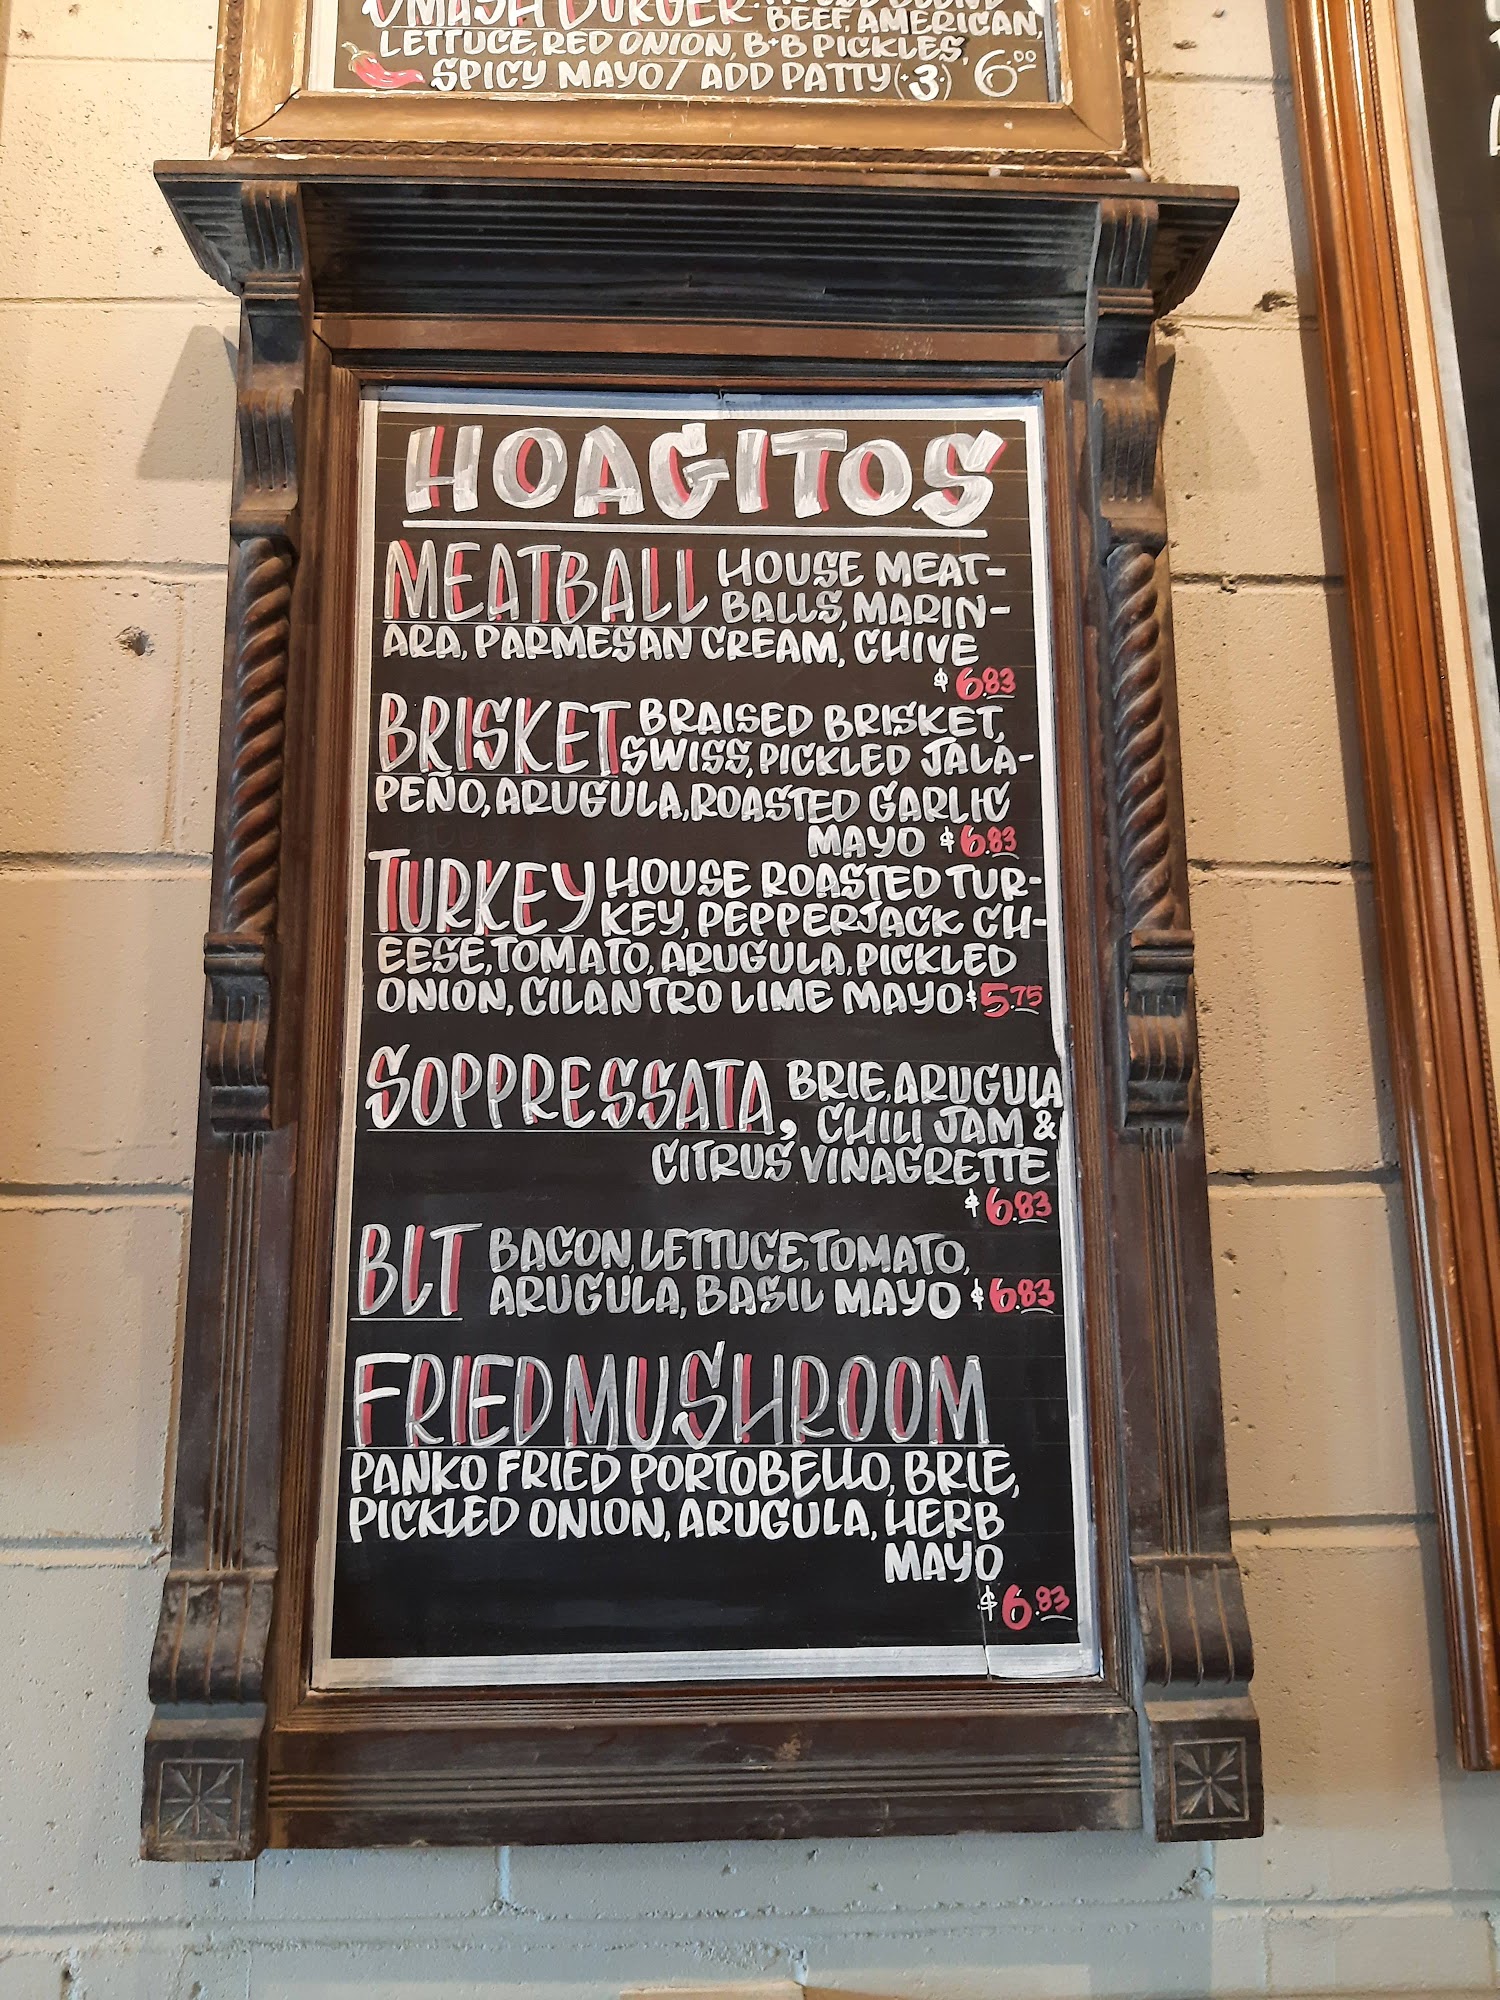 SMASH BURGER
BEEF, AMERICAN,
LETTUCE, RED ONION, B+B PICKLES,
SPICY MAYO/ ADD PATTY (+3) 6.00
HOAGITOS
MEATBALL HOUSE MEAT-
BALLS, MARIN-
ARA, PARMESAN CREAM, CHIVE
$6.83
BRISKET BRAISED BRISKET,
SWISS, PICKLED JALA-
PEÑO, ARUGULA, ROASTED GARLIC
MAYO $6.83
TURKEY HOUSE ROASTED TUR-
KEY, PEPPERJACK CH-
EESE, TOMATO, ARUGULA, PICKLED
ONION, CILANTRO LIME MAYO $5.75
SOPPRESSATA, BRIE, ARUGULA
CHILI JAM &
CITRUS VINAGRETTE
$6.83
BLT BACON, LETTUCE, TOMATO,
ARUGULA, BASIL MAYO $6.83
FRIED MUSHROOM
PANKO FRIED PORTOBELLO, BRIE,
PICKLED ONION, ARUGULA, HERB
MAYO
$6.83